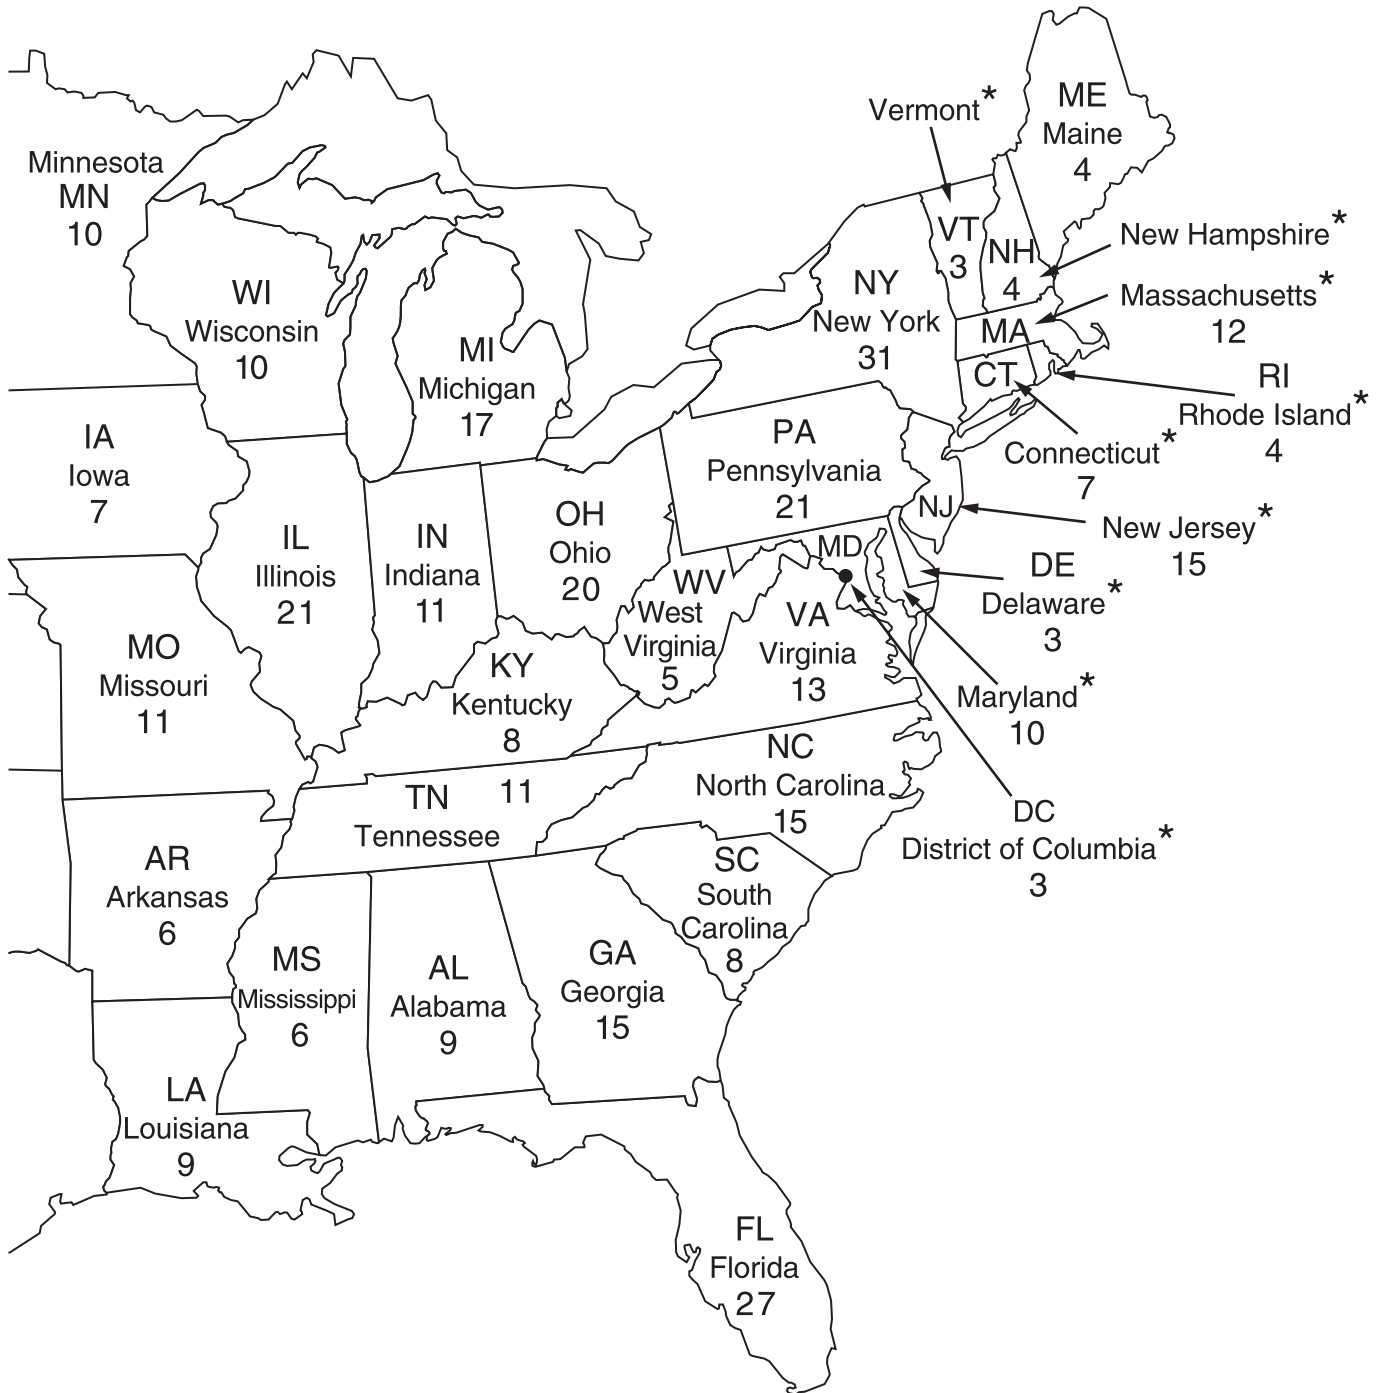 ME
Maine
4
Vermont*
VT
3
New Hampshire*
NH
4
Massachusetts*
12
MA
Minnesota
MN
10
WI
Wisconsin
10
MI
Michigan
17
NY
New York
31
CT
RI
Rhode Island*
4
Connecticut*
7
IA
Iowa
7
PA
Pennsylvania
21
NJ
New Jersey*
15
IL
Illinois
21
IN
Indiana
11
OH
Ohio
20
MD
DE
Delaware*
3
WV
West
Virginia
5
VA
Virginia
13
Maryland*
10
MO
Missouri
11
KY
Kentucky
8
NC
North Carolina
15
TN 11
Tennessee
DC
District of Columbia*
3
AR
Arkansas
6
SC
South
Carolina
8
MS
Mississippi
6
AL
Alabama
9
GA
Georgia
15
LA
Louisiana
9
FL
Florida
27